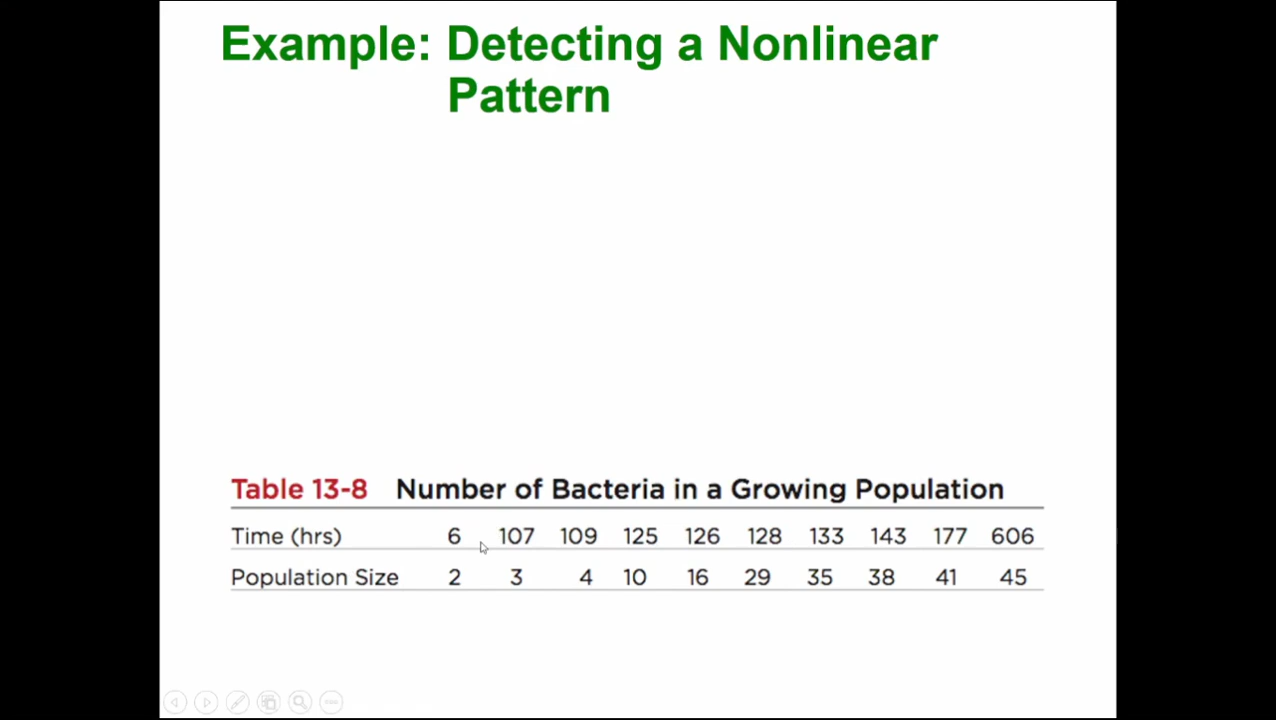 Example: Detecting a Nonlinear
Pattern
Table 13-8 Number of Bacteria in a Growing Population
Time (hrs) 6 107 109 125 126 128 133 143 177 606
Population Size 2 3 4 10 16 29 35 38 41 45